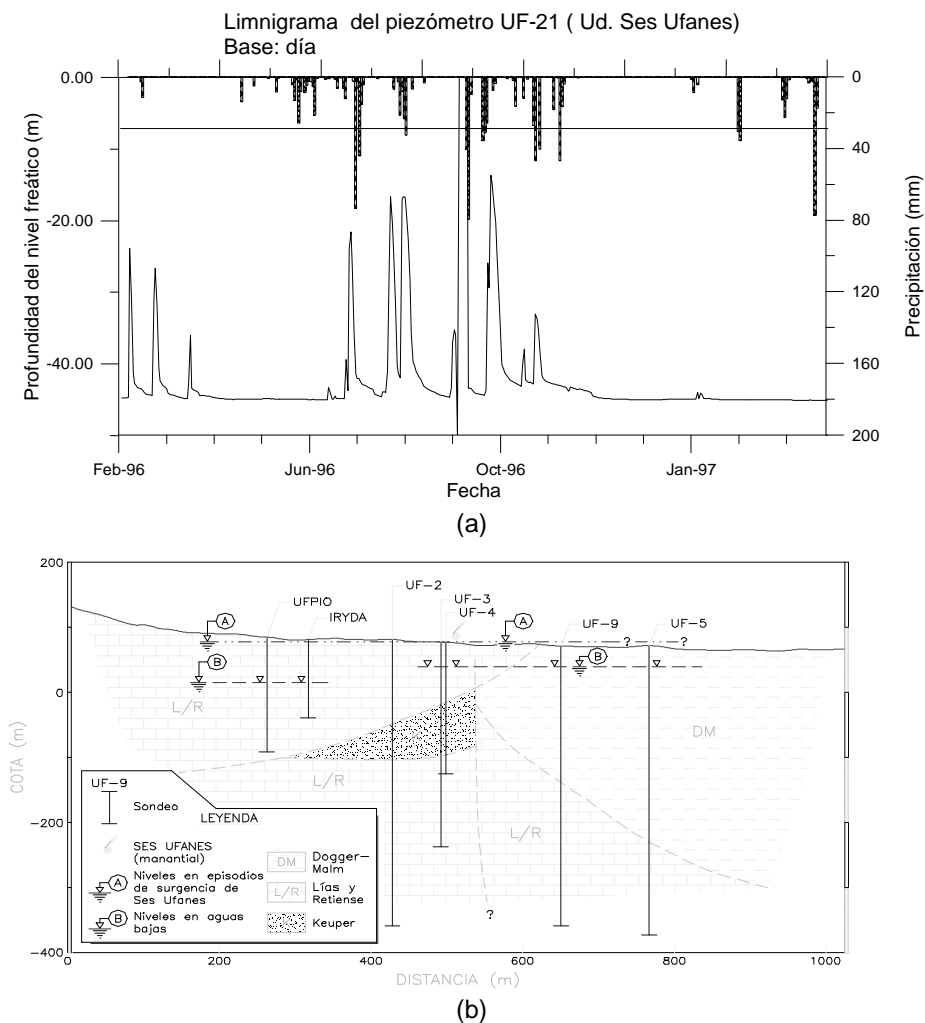 Limnigrama del piezómetro UF-21 ( Ud. Ses Ufanes)
Base: día
0.00
-20.00
-40.00
Profundidad del nivel freático (m)
0
40
80
120
160
200
Precipitación (mm)
Feb-96
Jun-96
Oct-96
Jan-97
Fecha
(a)
200
0
-200
-400
COTA (m)
UFPIO
IRYDA
UF-2
UF-3
UF-4
UF-9
UF-5
A
B
A
B
?
?
L/R
L/R
L/R
DM
?
UF-9
Sondeo
LEYENDA
SES UFANES
(manantial)
A
Niveles en episodios
de surgencia de
Ses Ufanes
B
Niveles en aguas
bajas
DM
Dogger-
Malm
L/R
Lías y
Retiense
Keuper
0
200
400
600
800
1000
DISTANCIA (m)
(b)